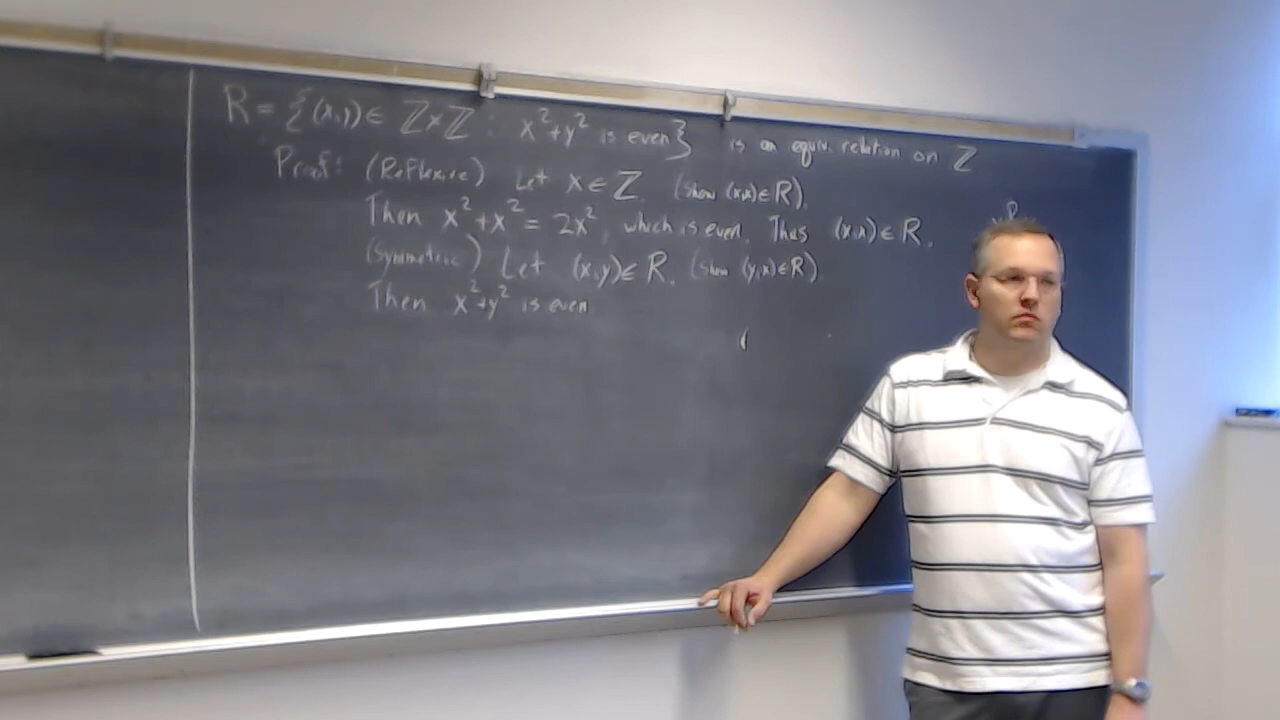 R = {(x,y) ∈ ℤ×ℤ : x²+y² is even} is an equiv. relation on ℤ
Proof: (Reflexive) Let x ∈ ℤ. (Show (x,x) ∈ R).
Then x²+x² = 2x², which is even. Thus (x,x) ∈ R.
(Symmetric) Let (x,y) ∈ R. (Show (y,x) ∈ R).
Then x²+y² is even